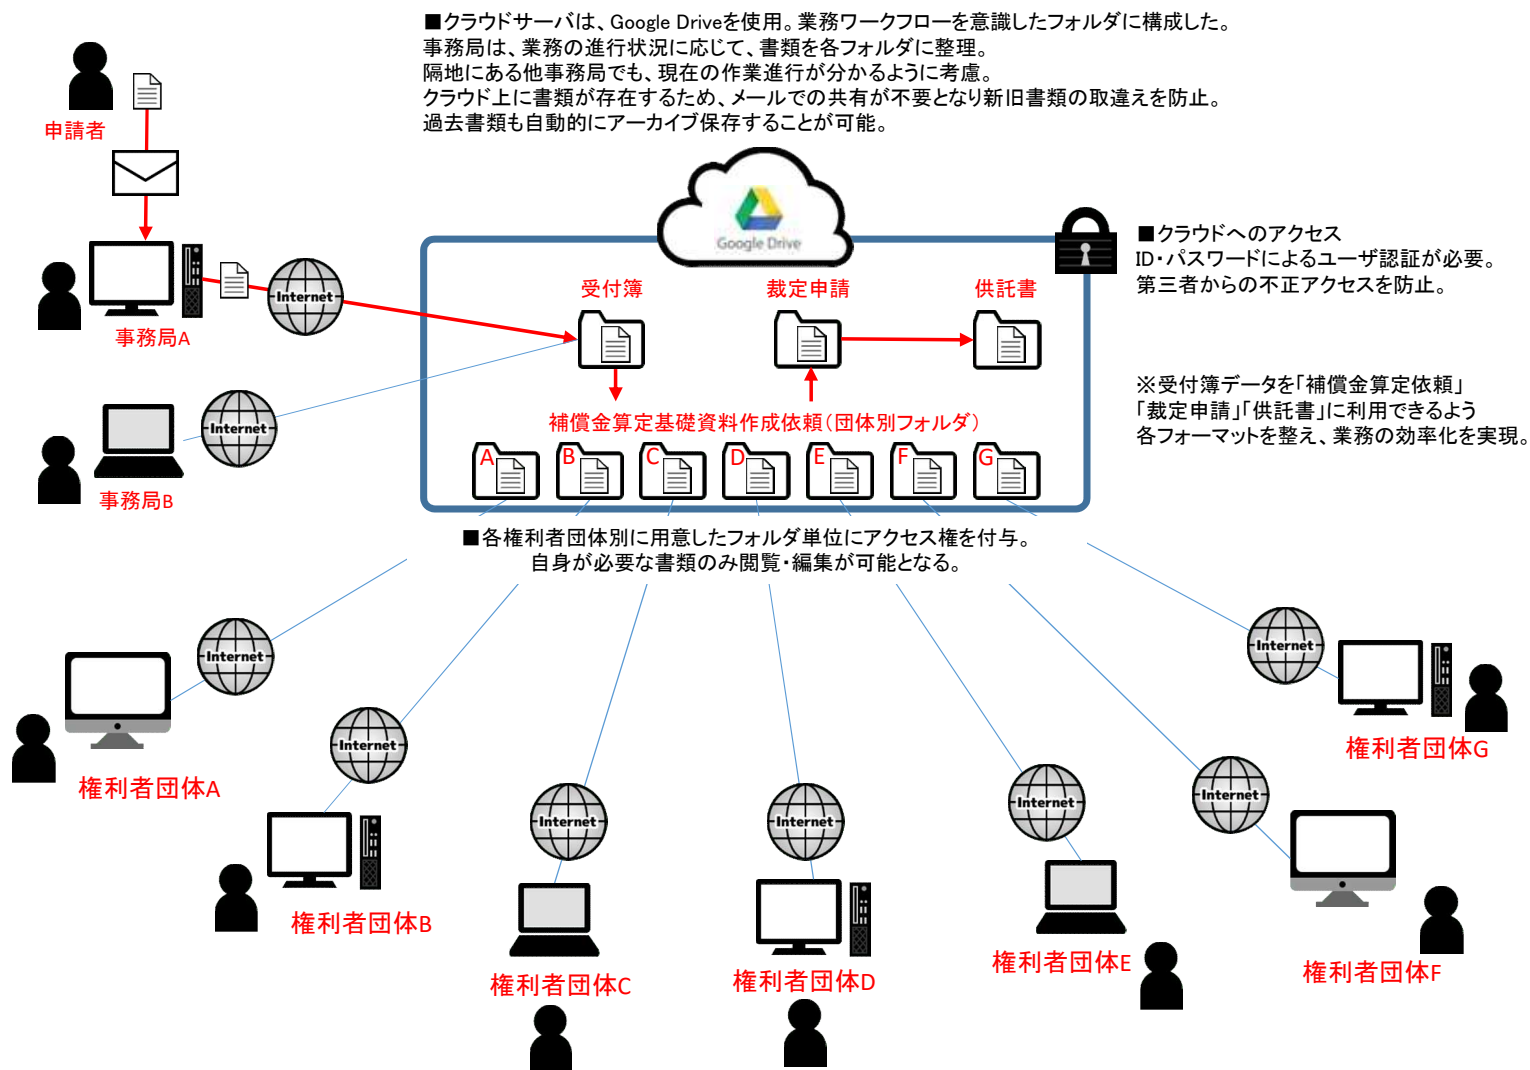 ■クラウドサーバは、Google Driveを使用。業務ワークフローを意識したフォルダに構成した。
事務局は、業務の進行状況に応じて、書類を各フォルダに整理。
隔地にある他事務局でも、現在の作業進行が分かるように考慮。
クラウド上に書類が存在するため、メールでの共有が不要となり新旧書類の取違えを防止。
過去書類も自動的にアーカイブ保存することが可能。
申請者
Google Drive
■クラウドへのアクセス
ID・パスワードによるユーザ認証が必要。
第三者からの不正アクセスを防止。
Internet
事務局A
受付簿
裁定申請
供託書
※受付簿データを「補償金算定依頼」
「裁定申請」「供託書」に利用できるよう
各フォーマットを整え、業務の効率化を実現。
Internet
事務局B
補償金算定基礎資料作成依頼(団体別フォルダ)
A
B
C
D
E
F
G
■各権利者団体別に用意したフォルダ単位にアクセス権を付与。
自身が必要な書類のみ閲覧・編集が可能となる。
Internet
権利者団体A
Internet
権利者団体B
Internet
権利者団体C
Internet
権利者団体D
Internet
権利者団体E
Internet
権利者団体F
Internet
権利者団体G